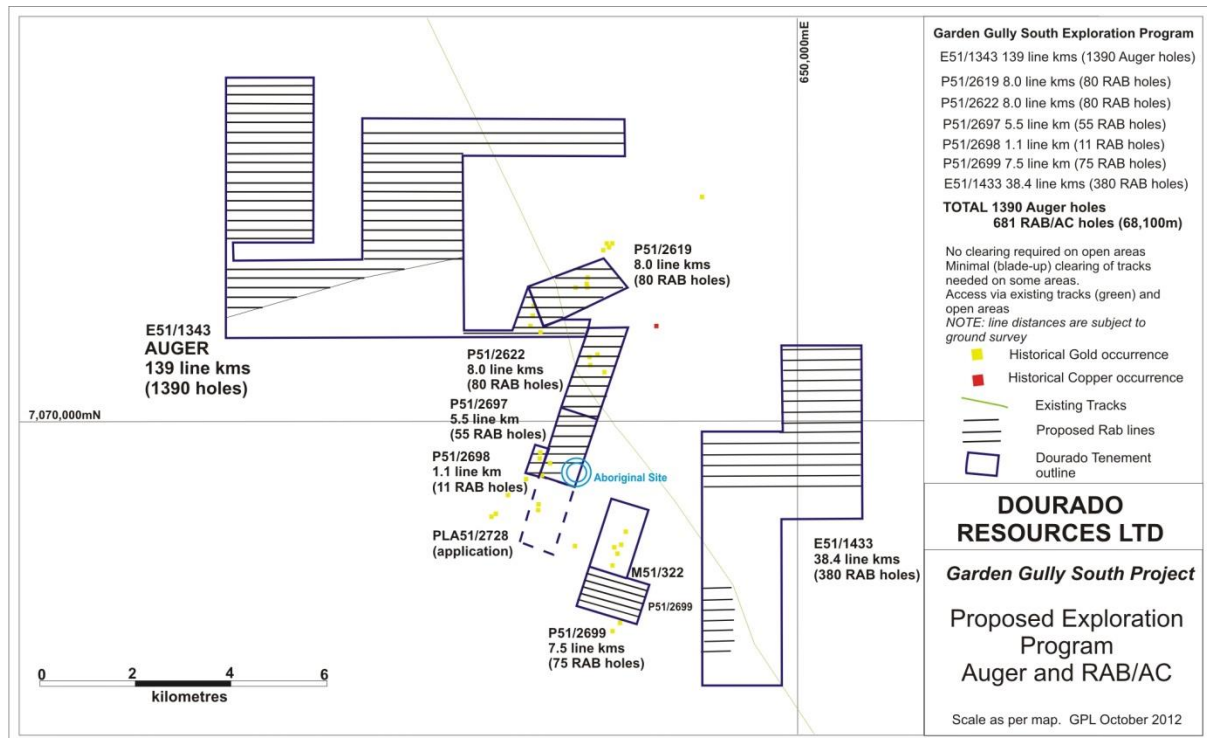 650,000mE
P51/2619
8.0 line kms
(80 RAB holes)
E51/1343
AUGER
139 line kms
(1390 holes)
P51/2622
8.0 line kms
(80 RAB holes)
7,070,000mN
P51/2697
5.5 line km
(55 RAB holes)
P51/2698
1.1 line km
(11 RAB holes)
Aboriginal Site
PLA51/2728
(application)
E51/1433
38.4 line kms
(380 RAB holes)
M51/322
P51/2699
P51/2699
7.5 line kms
(75 RAB holes)
0 2 4 6
kilometres
Garden Gully South Exploration Program
E51/1343 139 line kms (1390 Auger holes)
P51/2619 8.0 line kms (80 RAB holes)
P51/2622 8.0 line kms (80 RAB holes)
P51/2697 5.5 line km (55 RAB holes)
P51/2698 1.1 line km (11 RAB holes)
P51/2699 7.5 line km (75 RAB holes)
E51/1433 38.4 line kms (380 RAB holes)
TOTAL 1390 Auger holes
681 RAB/AC holes (68,100m)
No clearing required on open areas
Minimal (blade-up) clearing of tracks
needed on some areas.
Access via existing tracks (green) and
open areas
NOTE: line distances are subject to
ground survey
Historical Gold occurrence
Historical Copper occurrence
Existing Tracks
Proposed Rab lines
Dourado Tenement
outline
DOURADO
RESOURCES LTD
Garden Gully South Project
Proposed Exploration
Program
Auger and RAB/AC
Scale as per map. GPL October 2012